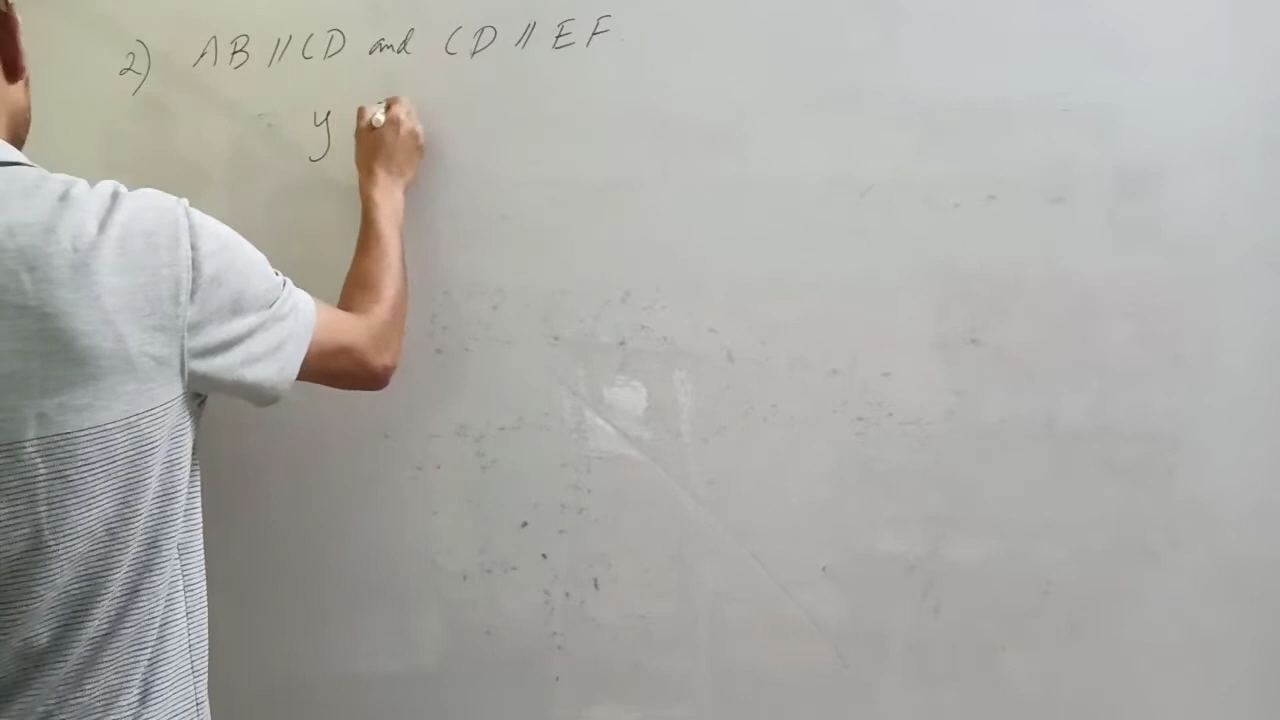 2) AB // CD and CD // EF
y